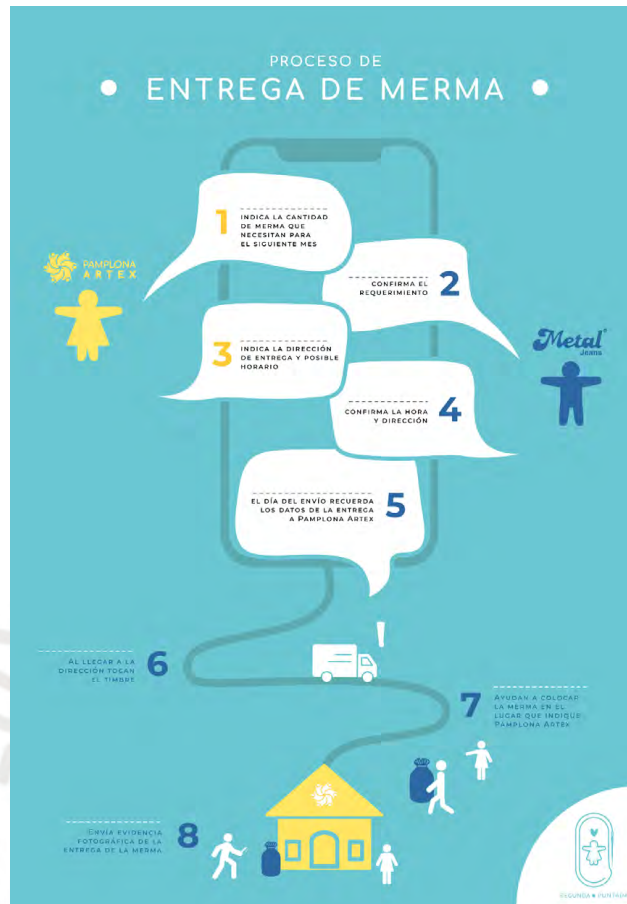 PROCESO DE
ENTREGA DE MERMA
1
INDICA LA CANTIDAD
DE MERMA QUE
NECESITAN PARA
EL SIGUIENTE MES
PAMPLONA
ARTEX
CONFIRMA EL
REQUERIMIENTO
2
3
INDICA LA DIRECCIÓN
DE ENTREGA Y POSIBLE
HORARIO
Metal
Jeans
CONFIRMA LA HORA
Y DIRECCIÓN
4
EL DÍA DEL ENVÍO RECUERDA
LOS DATOS DE LA ENTREGA
A PAMPLONA ARTEX
5
!
AL LLEGAR A LA
DIRECCIÓN TOCAN
EL TIMBRE
6
7
AYUDAN A COLOCAR
LA MERMA EN EL
LUGAR QUE INDIQUE
PAMPLONA ARTEX
ENVÍA EVIDENCIA
FOTOGRÁFICA DE LA
ENTREGA DE LA MERMA
8
SEGUNDA PUNTADA